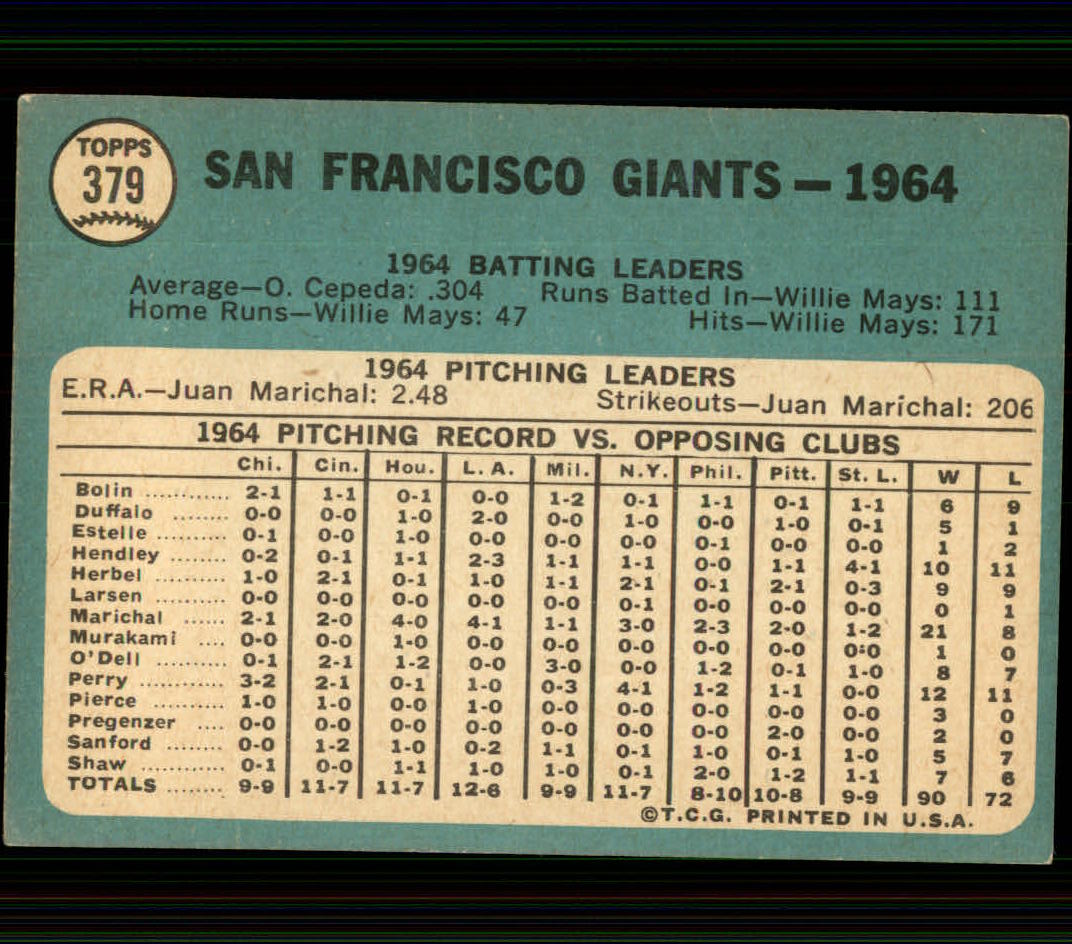 TOPPS
379
SAN FRANCISCO GIANTS — 1964
1964 BATTING LEADERS
Average—O. Cepeda: .304 Runs Batted In—Willie Mays: 111
Home Runs—Willie Mays: 47 Hits—Willie Mays: 171
1964 PITCHING LEADERS
E.R.A.—Juan Marichal: 2.48 Strikeouts—Juan Marichal: 206
1964 PITCHING RECORD VS. OPPOSING CLUBS
Chi. Cin. Hou. L. A. Mil. N.Y. Phil. Pitt. St. L. W L
Bolin ............ 2-1 1-1 0-1 0-0 1-2 0-1 1-1 0-1 1-1 6 9
Duffalo ........ 0-0 0-0 1-0 2-0 0-0 1-0 0-0 1-0 0-1 5 1
Estelle .......... 0-1 0-0 1-0 0-0 0-0 0-0 0-1 0-0 0-0 1 2
Hendley ........ 0-2 0-1 1-1 2-3 1-1 1-1 0-0 1-1 4-1 10 11
Herbel .......... 1-0 2-1 0-1 1-0 1-1 2-1 0-1 2-1 0-3 9 9
Larsen .......... 0-0 0-0 0-0 0-0 0-0 0-1 0-0 0-0 0-0 0 1
Marichal ...... 2-1 2-0 4-0 4-1 1-1 3-0 2-3 2-0 1-2 21 8
Murakami .... 0-0 0-0 1-0 0-0 0-0 0-0 0-0 0-0 0-0 1 0
O'Dell .......... 0-1 2-1 1-2 0-0 3-0 0-0 1-2 0-1 1-0 8 7
Perry ............ 3-2 2-1 0-1 1-0 0-3 4-1 1-2 1-1 0-0 12 11
Pierce .......... 1-0 1-0 0-0 1-0 0-0 0-0 0-0 0-0 0-0 3 0
Pregenzer .... 0-0 0-0 0-0 0-0 0-0 0-0 0-0 2-0 0-0 2 0
Sanford ........ 0-0 1-2 1-0 0-2 1-1 0-1 1-0 0-1 1-0 5 7
Shaw ............ 0-1 0-0 1-1 1-0 1-0 0-1 2-0 1-2 1-1 7 6
TOTALS ........ 9-9 11-7 11-7 12-6 9-9 11-7 8-10 10-8 9-9 90 72
©T.C.G. PRINTED IN U.S.A.